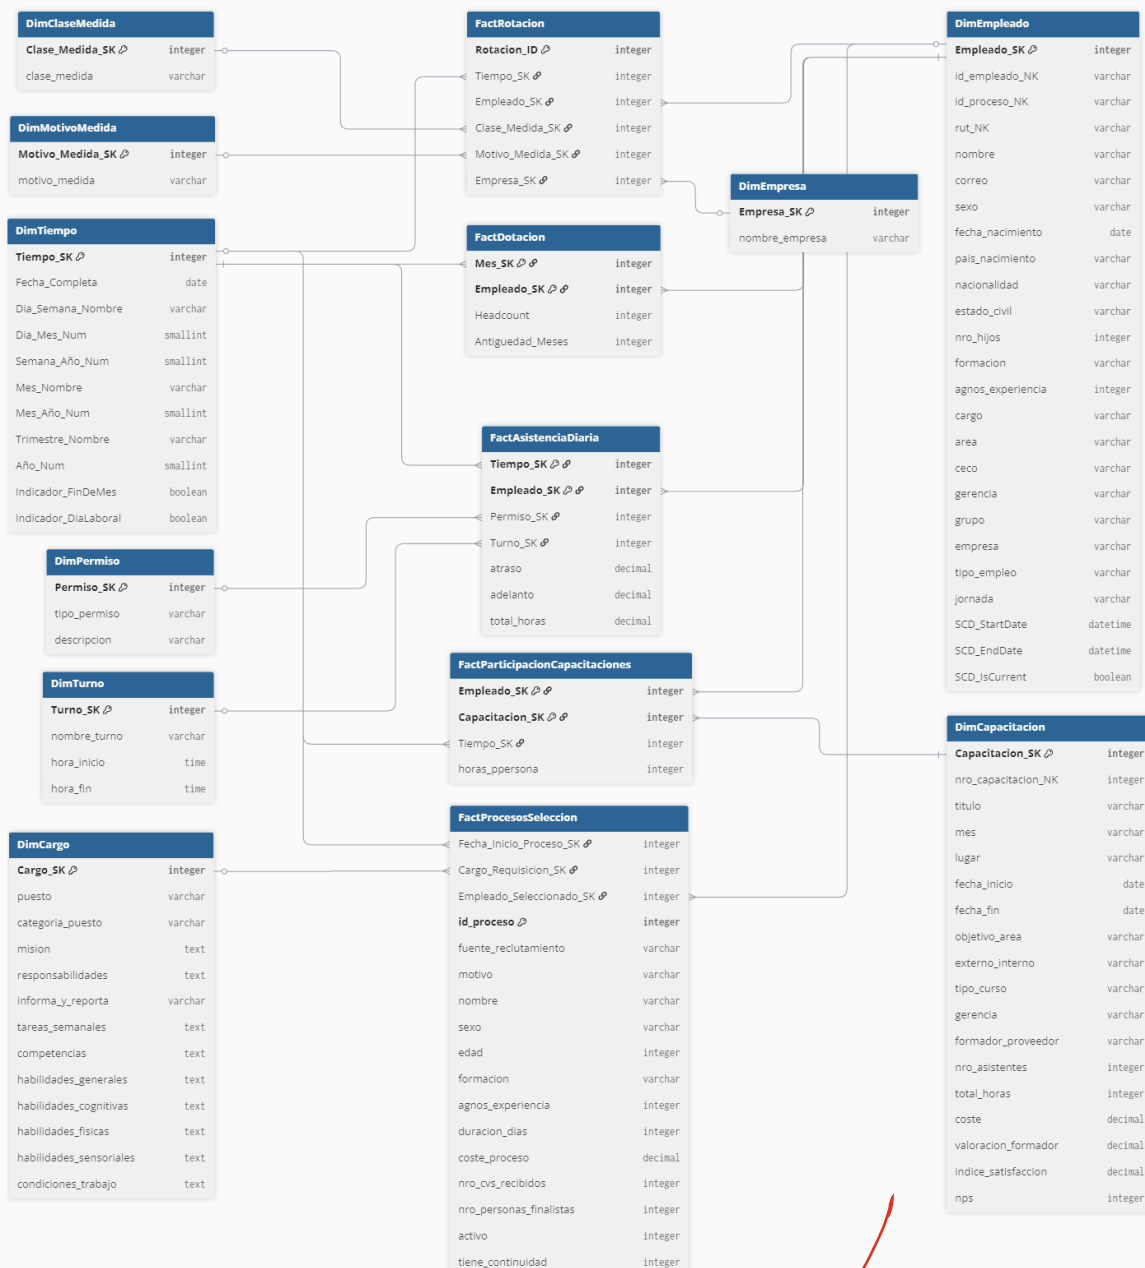 DimClaseMedida
Clase_Medida_SK integer
clase_medida varchar
DimMotivoMedida
Motivo_Medida_SK integer
motivo_medida varchar
DimTiempo
Tiempo_SK integer
Fecha_Completa date
Dia_Semana_Nombre varchar
Dia_Mes_Num smallint
Semana_Año_Num smallint
Mes_Nombre varchar
Mes_Año_Num smallint
Trimestre_Nombre varchar
Año_Num smallint
Indicador_FinDeMes boolean
Indicador_DiaLaboral boolean
DimPermiso
Permiso_SK integer
tipo_permiso varchar
descripcion varchar
DimTurno
Turno_SK integer
nombre_turno varchar
hora_inicio time
hora_fin time
DimCargo
Cargo_SK integer
puesto varchar
categoria_puesto varchar
mision text
responsabilidades text
informa_y_reporta varchar
tareas_semanales text
competencias text
habilidades_generales text
habilidades_cognitivas text
habilidades_fisicas text
habilidades_sensoriales text
condiciones_trabajo text
FactRotacion
Rotacion_ID integer
Tiempo_SK integer
Empleado_SK integer
Clase_Medida_SK integer
Motivo_Medida_SK integer
Empresa_SK integer
FactDotacion
Mes_SK integer
Empleado_SK integer
Headcount integer
Antiguedad_Meses integer
FactAsistenciaDiaria
Tiempo_SK integer
Empleado_SK integer
Permiso_SK integer
Turno_SK integer
atraso decimal
adelanto decimal
total_horas decimal
FactParticipacionCapacitaciones
Empleado_SK integer
Capacitacion_SK integer
Tiempo_SK integer
horas_ppersona integer
FactProcesosSeleccion
Fecha_Inicio_Proceso_SK integer
Cargo_Requisicion_SK integer
Empleado_Seleccionado_SK integer
id_proceso integer
fuente_reclutamiento varchar
motivo varchar
nombre varchar
sexo varchar
edad integer
formacion varchar
agnos_experiencia integer
duracion_dias integer
coste_proceso decimal
nro_cvs_recibidos integer
nro_personas_finalistas integer
activo integer
tiene_continuidad integer
DimEmpresa
Empresa_SK integer
nombre_empresa varchar
DimEmpleado
Empleado_SK integer
id_empleado_NK varchar
id_proceso_NK varchar
rut_NK varchar
nombre varchar
correo varchar
sexo varchar
fecha_nacimiento date
pais_nacimiento varchar
nacionalidad varchar
estado_civil varchar
nro_hijos integer
formacion varchar
agnos_experiencia integer
cargo varchar
area varchar
ceco varchar
gerencia varchar
grupo varchar
empresa varchar
tipo_empleo varchar
jornada varchar
SCD_StartDate datetime
SCD_EndDate datetime
SCD_IsCurrent boolean
DimCapacitacion
Capacitacion_SK integer
nro_capacitacion_NK integer
titulo varchar
mes varchar
lugar varchar
fecha_inicio date
fecha_fin date
objetivo_area varchar
externo_interno varchar
tipo_curso varchar
gerencia varchar
formador_proveedor varchar
nro_asistentes integer
total_horas integer
coste decimal
valoracion_formador decimal
indice_satisfaccion decimal
nps integer